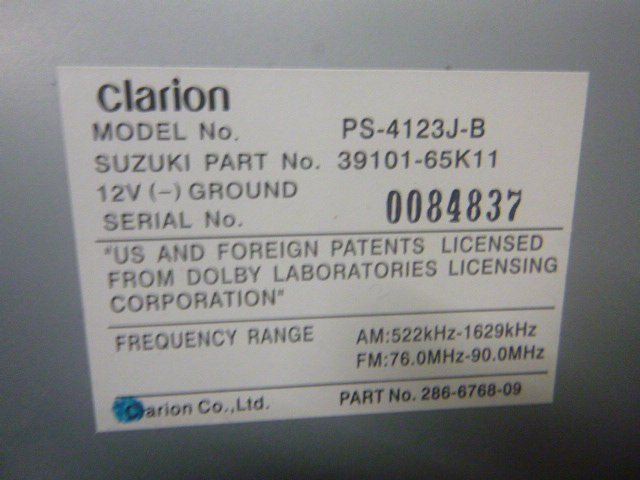 clarion
MODEL No. PS-4123J-B
SUZUKI PART No. 39101-65K11
12V (−) GROUND
SERIAL No. 0084837
"US AND FOREIGN PATENTS LICENSED
FROM DOLBY LABORATORIES LICENSING
CORPORATION"
FREQUENCY RANGE AM:522kHz-1629kHz
FM:76.0MHz-90.0MHz
Clarion Co.,Ltd. PART No. 286-6768-09